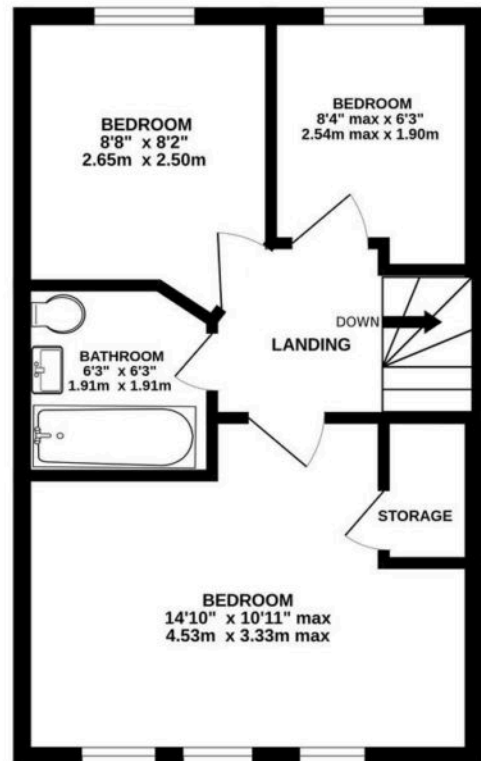 BEDROOM
8'8" x 8'2"
2.65m x 2.50m
BEDROOM
8'4" max x 6'3"
2.54m max x 1.90m
DOWN
LANDING
BATHROOM
6'3" x 6'3"
1.91m x 1.91m
STORAGE
BEDROOM
14'10" x 10'11" max
4.53m x 3.33m max